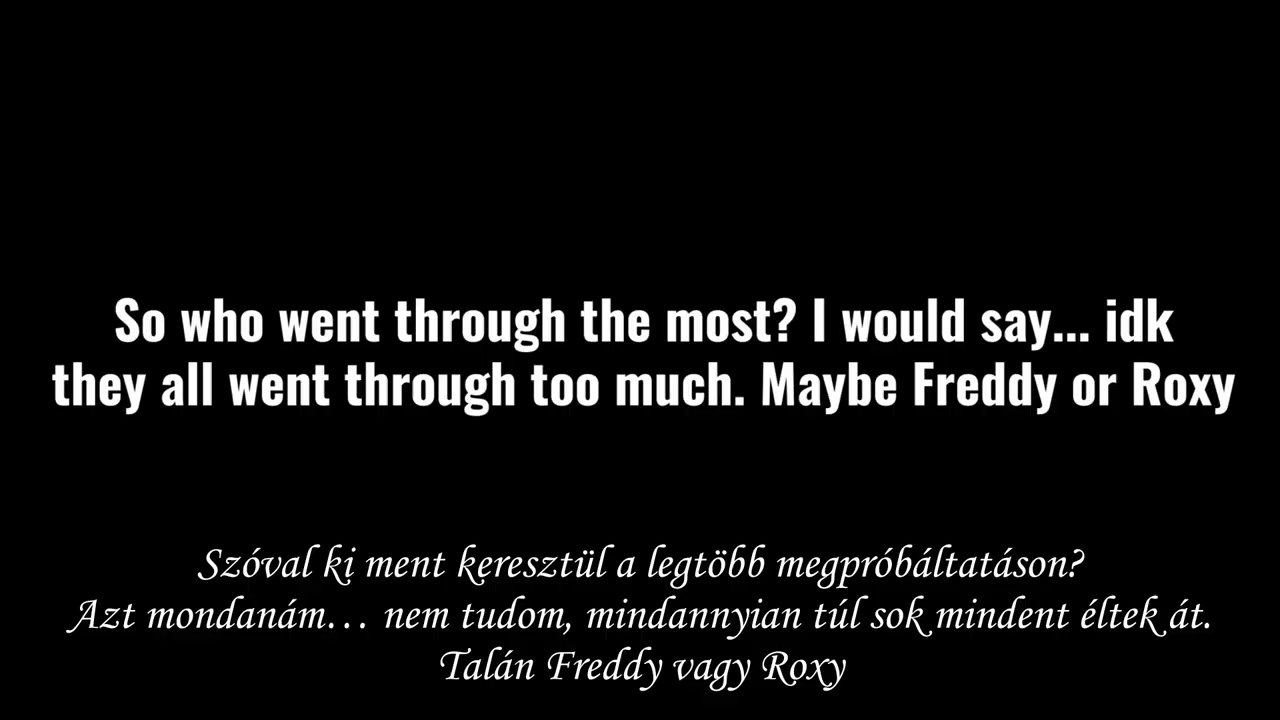 So who went through the most? I would say... idk
they all went through too much. Maybe Freddy or Roxy
Szóval ki ment keresztül a legtöbb megpróbáltatáson?
Azt mondanám… nem tudom, mindannyian túl sok mindent éltek át.
Talán Freddy vagy Roxy